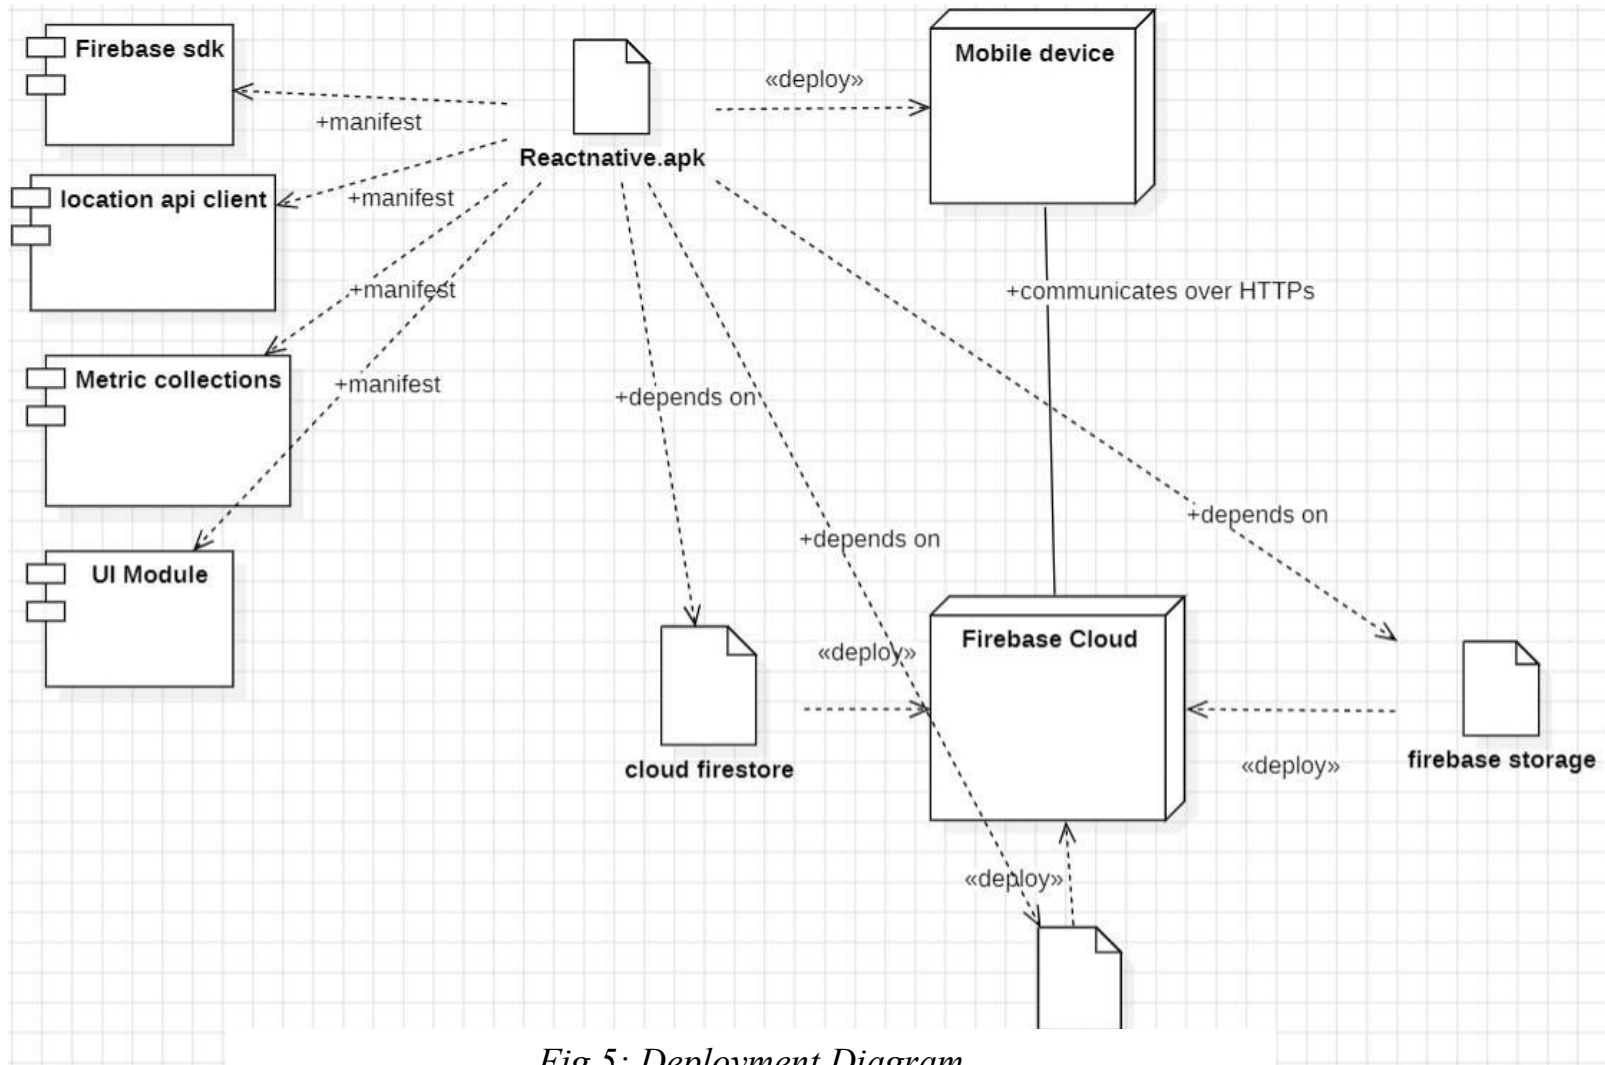 Firebase sdk
«deploy»
Mobile device
+manifest
Reactnative.apk
location api client
+manifest
+manifest
+communicates over HTTPs
Metric collections
+manifest
+depends on
+depends on
+depends on
UI Module
«deploy»
Firebase Cloud
cloud firestore
«deploy»
firebase storage
«deploy»
Fig 5: Deployment Diagram